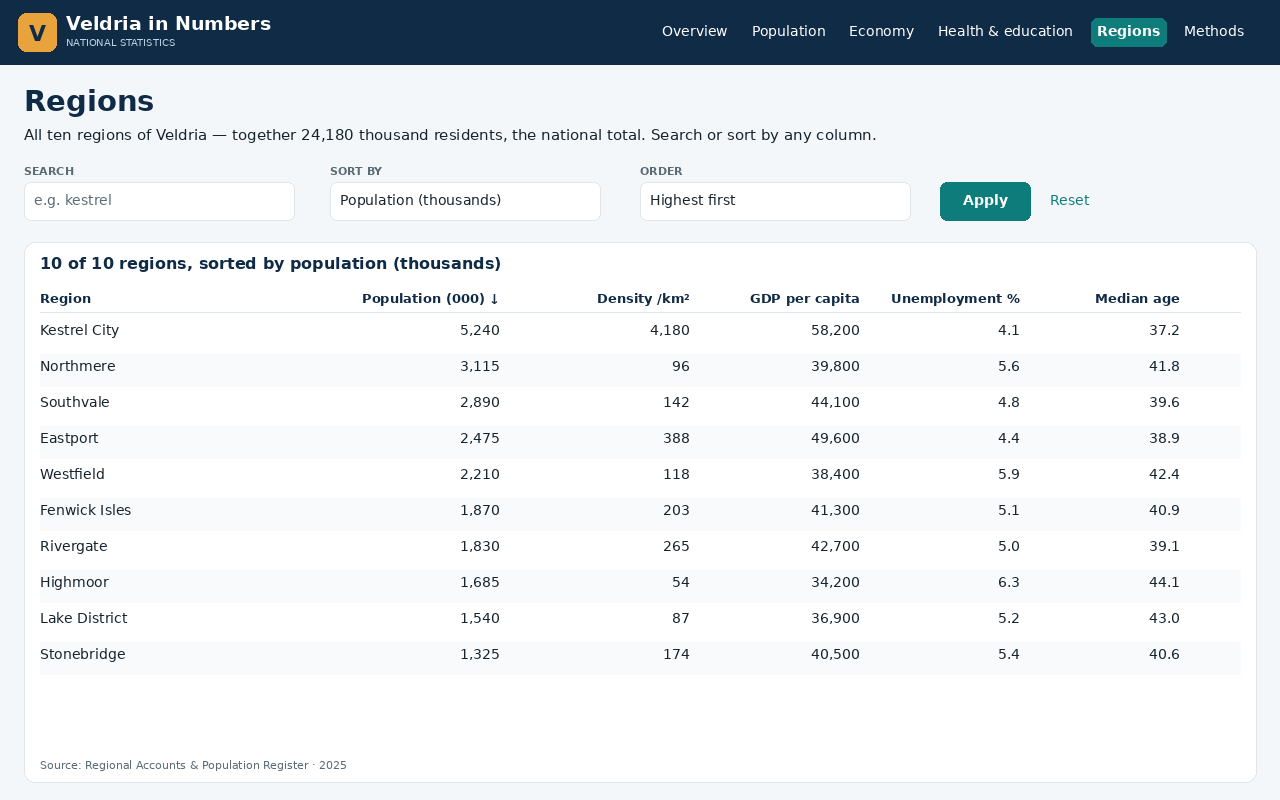 V
Veldria in Numbers
NATIONAL STATISTICS
Overview Population Economy Health & education Regions Methods
Regions
All ten regions of Veldria — together 24,180 thousand residents, the national total. Search or sort by any column.
SEARCH SORT BY ORDER
e.g. kestrel Population (thousands) Highest first Apply Reset
10 of 10 regions, sorted by population (thousands)
Region Population (000) ↓ Density /km² GDP per capita Unemployment % Median age
Kestrel City 5,240 4,180 58,200 4.1 37.2
Northmere 3,115 96 39,800 5.6 41.8
Southvale 2,890 142 44,100 4.8 39.6
Eastport 2,475 388 49,600 4.4 38.9
Westfield 2,210 118 38,400 5.9 42.4
Fenwick Isles 1,870 203 41,300 5.1 40.9
Rivergate 1,830 265 42,700 5.0 39.1
Highmoor 1,685 54 34,200 6.3 44.1
Lake District 1,540 87 36,900 5.2 43.0
Stonebridge 1,325 174 40,500 5.4 40.6
Source: Regional Accounts & Population Register · 2025